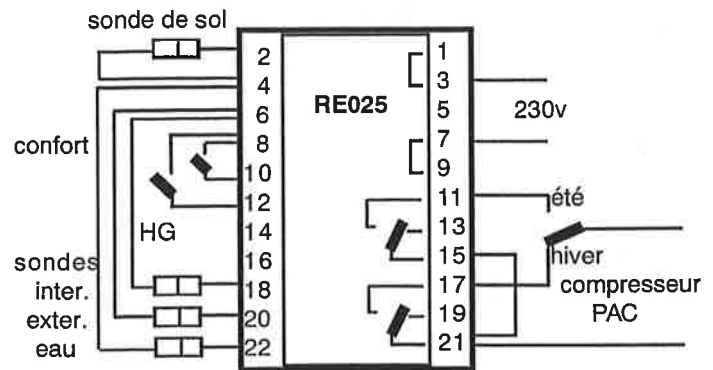 sonde de sol
2
4
6
8
10
12
14
16
18
20
22
confort
HG
sondes
inter.
exter.
eau
RE025
1
3
5
7
9
11
13
15
17
19
21
230v
été
hiver
compresseur
PAC